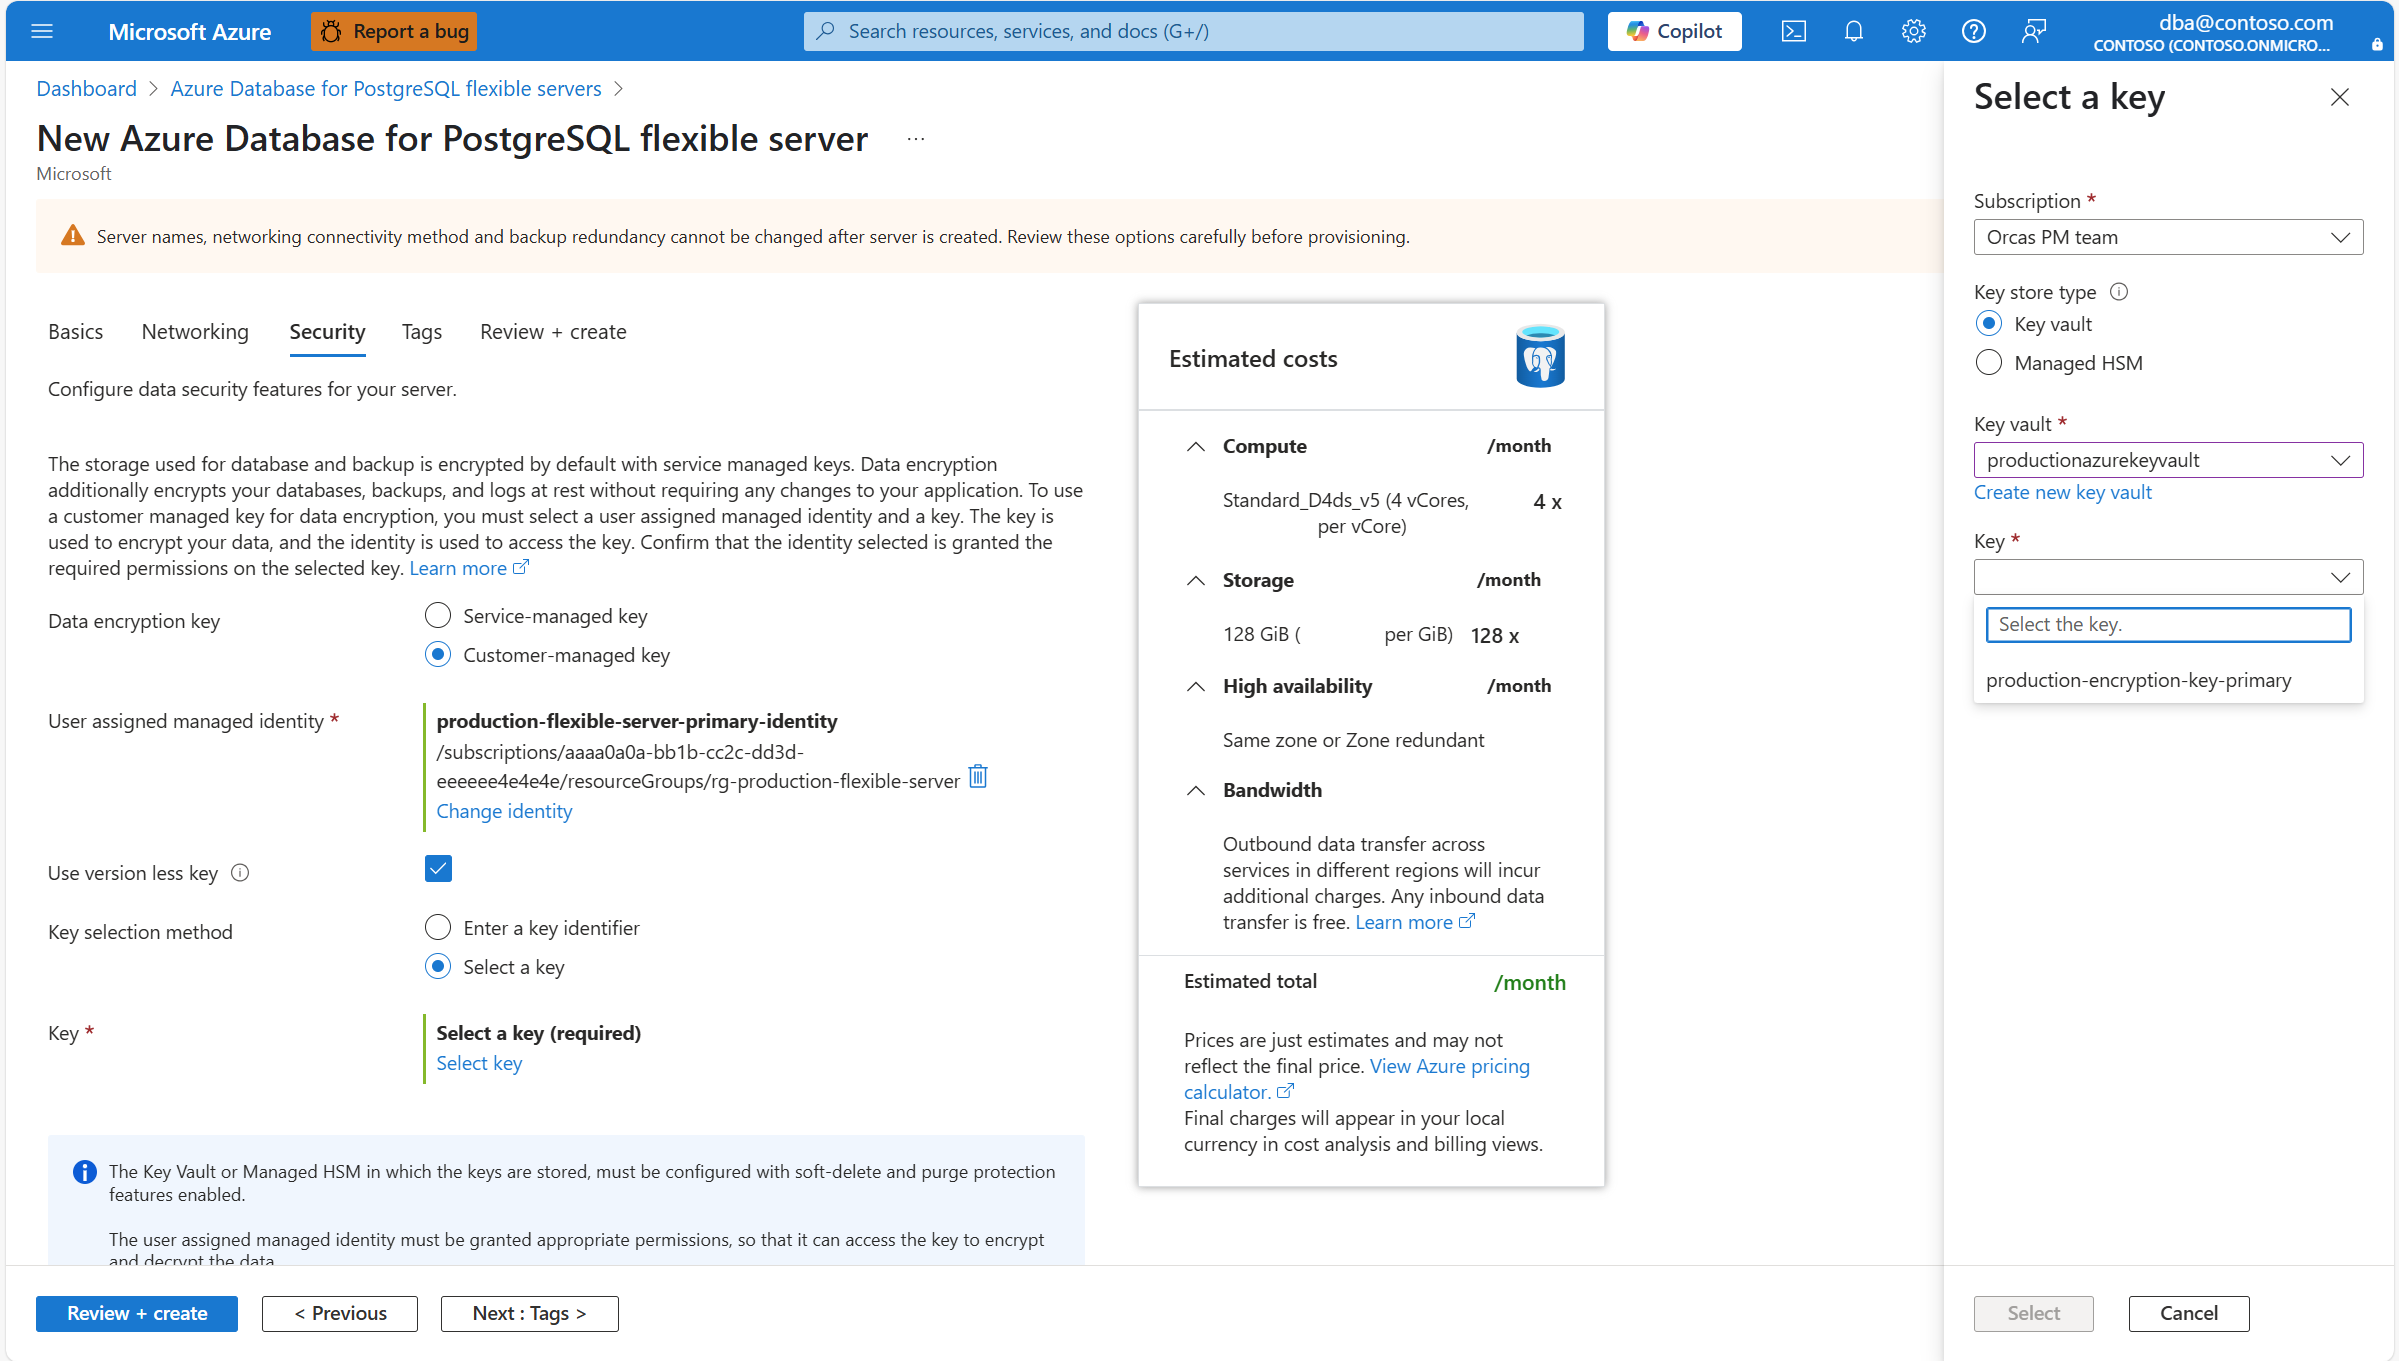 Microsoft Azure
Report a bug
Search resources, services, and docs (G+/)
Copilot
dba@contoso.com
CONTOSO (CONTOSO.ONMICRO...
Dashboard > Azure Database for PostgreSQL flexible servers >
New Azure Database for PostgreSQL flexible server ...
Microsoft
Server names, networking connectivity method and backup redundancy cannot be changed after server is created. Review these options carefully before provisioning.
Basics Networking Security Tags Review + create
Configure data security features for your server.
The storage used for database and backup is encrypted by default with service managed keys. Data encryption
additionally encrypts your databases, backups, and logs at rest without requiring any changes to your application. To use
a customer managed key for data encryption, you must select a user assigned managed identity and a key. The key is
used to encrypt your data, and the identity is used to access the key. Confirm that the identity selected is granted the
required permissions on the selected key. Learn more
Data encryption key
Service-managed key
Customer-managed key
User assigned managed identity *
production-flexible-server-primary-identity
/subscriptions/aaaa0a0a-bb1b-cc2c-dd3d-
eeeeee4e4e4e/resourceGroups/rg-production-flexible-server
Change identity
Use version less key
Key selection method
Enter a key identifier
Select a key
Key *
Select a key (required)
Select key
The Key Vault or Managed HSM in which the keys are stored, must be configured with soft-delete and purge protection
features enabled.
The user assigned managed identity must be granted appropriate permissions, so that it can access the key to encrypt
and decrypt the data.
Review + create
< Previous
Next : Tags >
Estimated costs
Compute /month
Standard_D4ds_v5 (4 vCores, 4 x
per vCore)
Storage /month
128 GiB ( per GiB) 128 x
High availability /month
Same zone or Zone redundant
Bandwidth
Outbound data transfer across
services in different regions will incur
additional charges. Any inbound data
transfer is free. Learn more
Estimated total /month
Prices are just estimates and may not
reflect the final price. View Azure pricing
calculator.
Final charges will appear in your local
currency in cost analysis and billing views.
Select a key
Subscription *
Orcas PM team
Key store type
Key vault
Managed HSM
Key vault *
productionazurekeyvault
Create new key vault
Key *
Select the key.
production-encryption-key-primary
Select
Cancel